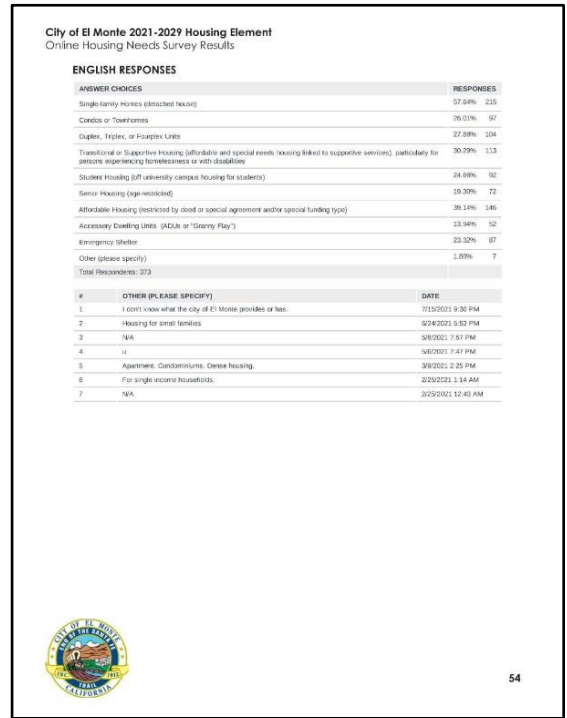 City of El Monte 2021-2029 Housing Element
Online Housing Needs Survey Results
ENGLISH RESPONSES
ANSWER CHOICES RESPONSES
Single-family Homes (detached house) 57.64% 215
Condos or Townhomes 26.01% 97
Duplex, Triplex, or Fourplex Units 27.88% 104
Transitional or Supportive Housing (affordable and special needs housing linked to supportive services), particularly for 30.29% 113
persons experiencing homelessness or with disabilities
Student Housing (off university campus housing for students) 24.66% 92
Senior Housing (age-restricted) 19.30% 72
Affordable Housing (restricted by deed or special agreement and/or special funding type) 39.14% 146
Accessory Dwelling Units (ADUs or "Granny Play") 13.94% 52
Emergency Shelter 23.32% 87
Other (please specify) 1.88% 7
Total Respondents: 373
# OTHER (PLEASE SPECIFY) DATE
1 I don't know what the city of El Monte provides or has. 7/15/2021 9:30 PM
2 Housing for small families 6/24/2021 5:53 PM
3 N/A 5/6/2021 7:57 PM
4 u 5/6/2021 7:47 PM
5 Apartment. Condominiums. Dense housing. 3/9/2021 2:25 PM
6 For single income households. 2/25/2021 1:14 AM
7 N/A 2/25/2021 12:43 AM
CITY OF EL MONTE
END OF THE SANTA FE
TRAIL
INC. 1912
CALIFORNIA
54